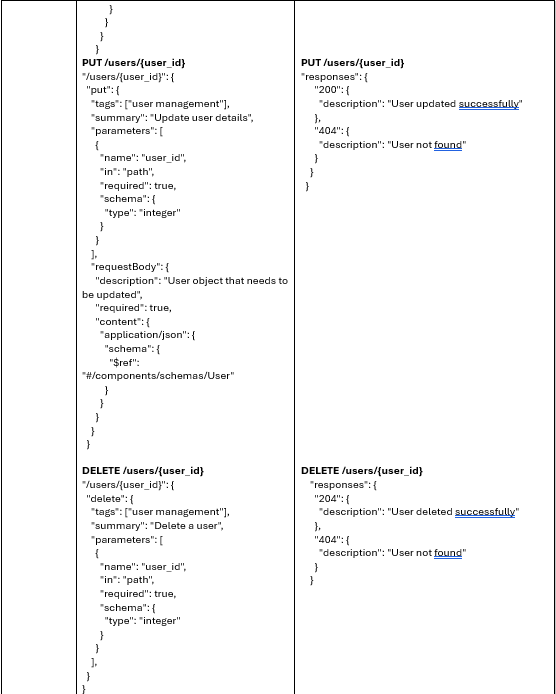 }
}
}
}
PUT /users/{user_id}
"/users/{user_id}": {
"put": {
"tags": ["user management"],
"summary": "Update user details",
"parameters": [
{
"name": "user_id",
"in": "path",
"required": true,
"schema": {
"type": "integer"
}
}
],
"requestBody": {
"description": "User object that needs to
be updated",
"required": true,
"content": {
"application/json": {
"schema": {
"$ref":
"#/components/schemas/User"
}
}
}
}
}
DELETE /users/{user_id}
"/users/{user_id}": {
"delete": {
"tags": ["user management"],
"summary": "Delete a user",
"parameters": [
{
"name": "user_id",
"in": "path",
"required": true,
"schema": {
"type": "integer"
}
}
],
}
}
PUT /users/{user_id}
"responses": {
"200": {
"description": "User updated successfully"
},
"404": {
"description": "User not found"
}
}
}
DELETE /users/{user_id}
"responses": {
"204": {
"description": "User deleted successfully"
},
"404": {
"description": "User not found"
}
}